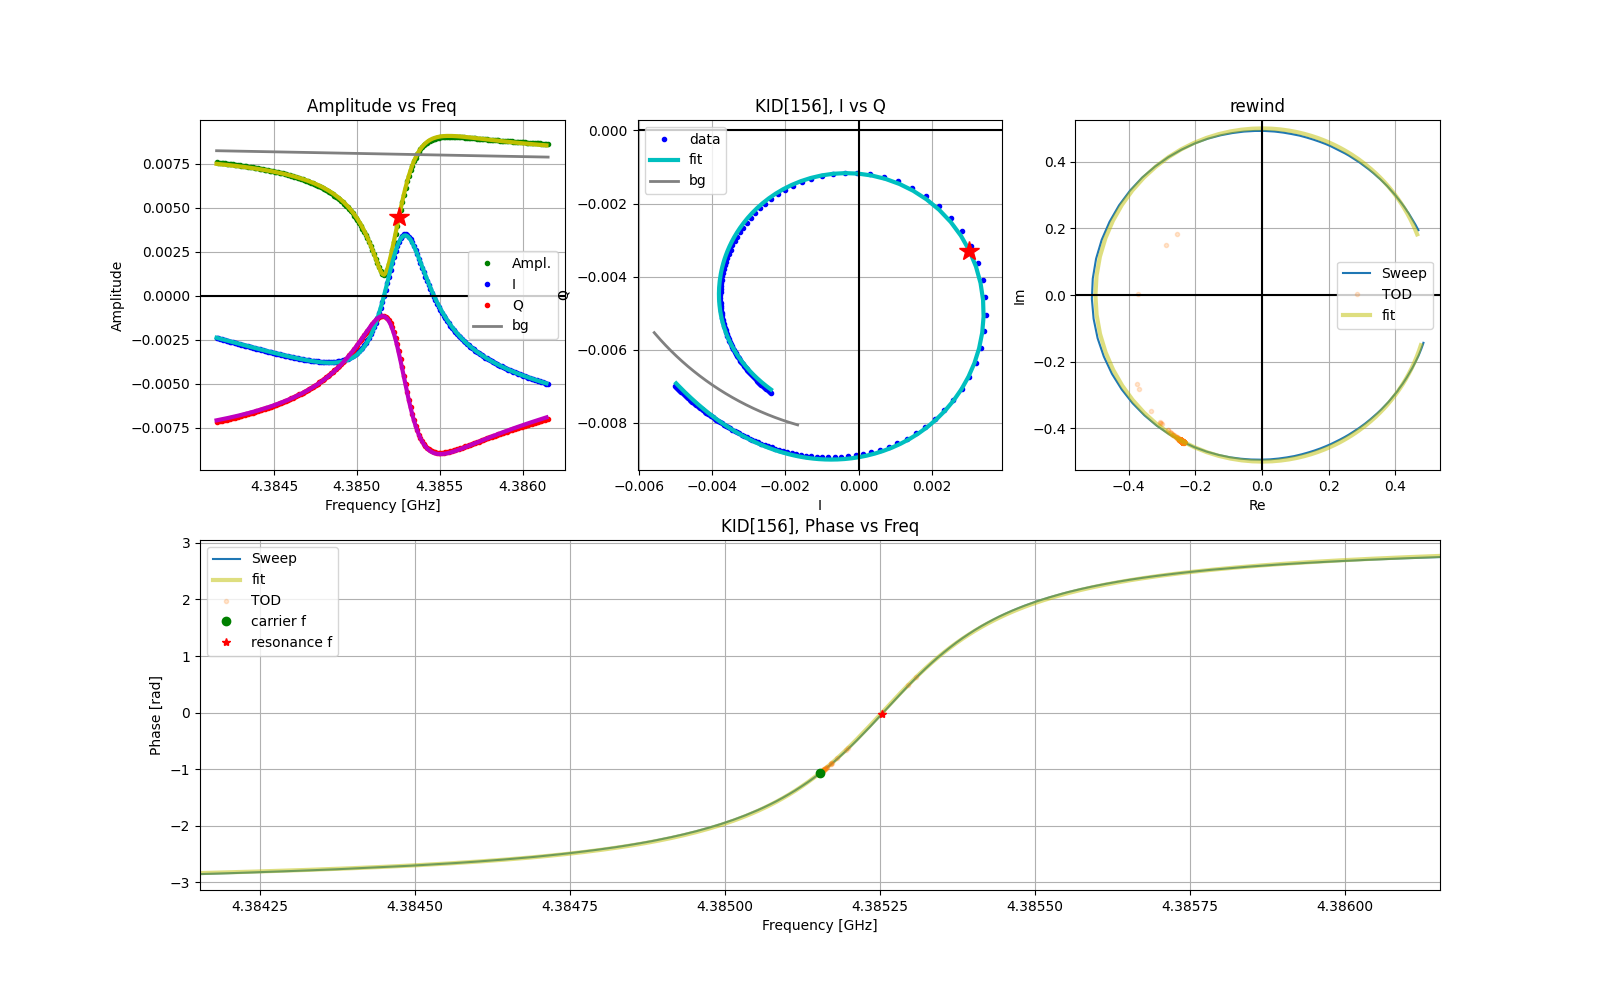 Amplitude vs Freq
KID[156], I vs Q
rewind
Amplitude
0.0075
0.0050
0.0025
0.0000
−0.0025
−0.0050
−0.0075
4.3845 4.3850 4.3855 4.3860
Frequency [GHz]
Ampl.
I
Q
bg
Q
0.000
−0.002
−0.004
−0.006
−0.008
−0.006 −0.004 −0.002 0.000 0.002
I
data
fit
bg
Im
0.4
0.2
0.0
−0.2
−0.4
−0.4 −0.2 0.0 0.2 0.4
Re
Sweep
TOD
fit
KID[156], Phase vs Freq
Phase [rad]
3
2
1
0
−1
−2
−3
Sweep
fit
TOD
carrier f
resonance f
4.38425 4.38450 4.38475 4.38500 4.38525 4.38550 4.38575 4.38600
Frequency [GHz]